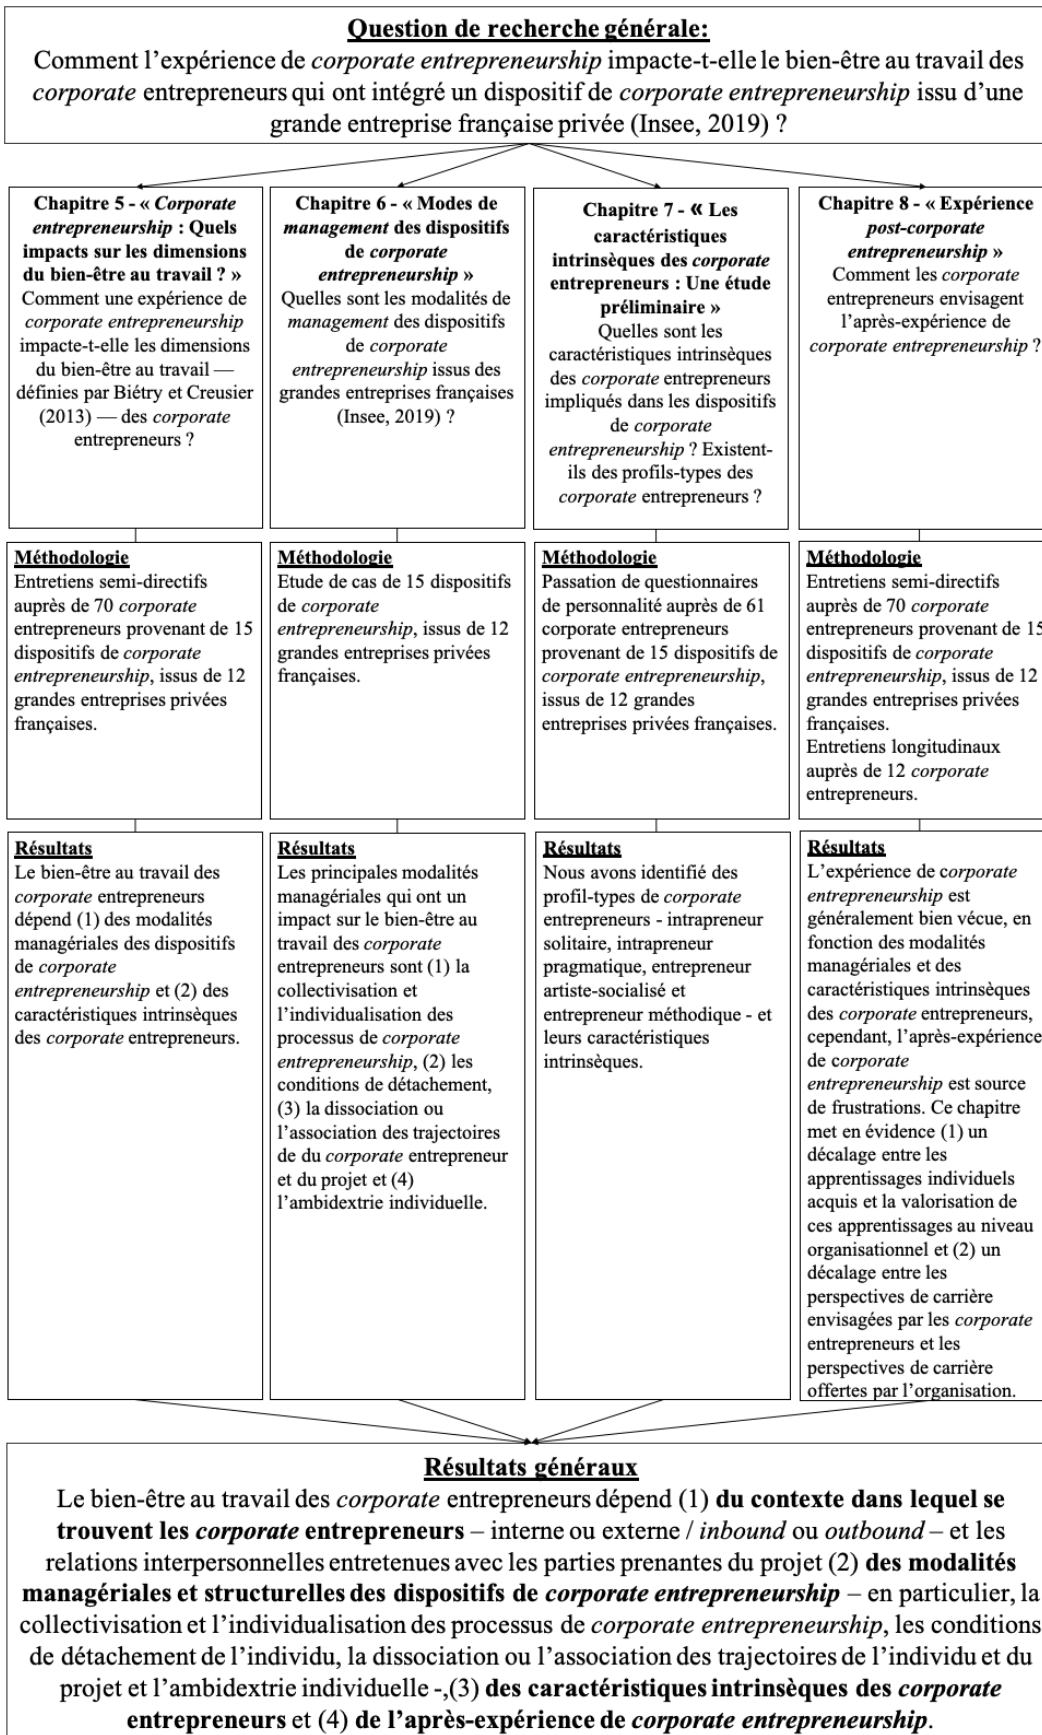 Question de recherche générale:
Comment l'expérience de corporate entrepreneurship impacte-t-elle le bien-être au travail des
corporate entrepreneurs qui ont intégré un dispositif de corporate entrepreneurship issu d'une
grande entreprise française privée (Insee, 2019) ?
Chapitre 5 - « Corporate
entrepreneurship : Quels
impacts sur les dimensions
du bien-être au travail ? »
Comment une expérience de
corporate entrepreneurship
impacte-t-elle les dimensions
du bien-être au travail —
définies par Biétry et Creusier
(2013) — des corporate
entrepreneurs ?
Chapitre 6 - « Modes de
management des dispositifs
de corporate
entrepreneurship »
Quelles sont les modalités de
management des dispositifs
de corporate
entrepreneurship issus des
grandes entreprises françaises
(Insee, 2019) ?
Chapitre 7 - « Les
caractéristiques
intrinsèques des corporate
entrepreneurs : Une étude
préliminaire »
Quelles sont les
caractéristiques intrinsèques
des corporate entrepreneurs
impliqués dans les dispositifs
de corporate
entrepreneurship ? Existent-
ils des profils-types des
corporate entrepreneurs ?
Chapitre 8 - « Expérience
post-corporate
entrepreneurship »
Comment les corporate
entrepreneurs envisagent
l'après-expérience de
corporate entrepreneurship ?
Méthodologie
Entretiens semi-directifs
auprès de 70 corporate
entrepreneurs provenant de 15
dispositifs de corporate
entrepreneurship, issus de 12
grandes entreprises privées
françaises.
Méthodologie
Etude de cas de 15 dispositifs
de corporate
entrepreneurship, issus de 12
grandes entreprises privées
françaises.
Méthodologie
Passation de questionnaires
de personnalité auprès de 61
corporate entrepreneurs
provenant de 15 dispositifs de
corporate entrepreneurship,
issus de 12 grandes
entreprises privées françaises.
Méthodologie
Entretiens semi-directifs
auprès de 70 corporate
entrepreneurs provenant de 15
dispositifs de corporate
entrepreneurship, issus de 12
grandes entreprises privées
françaises.
Entretiens longitudinaux
auprès de 12 corporate
entrepreneurs.
Résultats
Le bien-être au travail des
corporate entrepreneurs
dépend (1) des modalités
managériales des dispositifs
de corporate
entrepreneurship et (2) des
caractéristiques intrinsèques
des corporate entrepreneurs.
Résultats
Les principales modalités
managériales qui ont un
impact sur le bien-être au
travail des corporate
entrepreneurs sont (1) la
collectivisation et
l'individualisation des
processus de corporate
entrepreneurship, (2) les
conditions de détachement,
(3) la dissociation ou
l'association des trajectoires
de du corporate entrepreneur
et du projet et (4)
l'ambidextrie individuelle.
Résultats
Nous avons identifié des
profil-types de corporate
entrepreneurs - intrapreneur
solitaire, intrapreneur
pragmatique, entrepreneur
artiste-socialisé et
entrepreneur méthodique - et
leurs caractéristiques
intrinsèques.
Résultats
L'expérience de corporate
entrepreneurship est
généralement bien vécue, en
fonction des modalités
managériales et des
caractéristiques intrinsèques
des corporate entrepreneurs,
cependant, l'après-expérience
de corporate
entrepreneurship est source
de frustrations. Ce chapitre
met en évidence (1) un
décalage entre les
apprentissages individuels
acquis et la valorisation de
ces apprentissages au niveau
organisationnel et (2) un
décalage entre les
perspectives de carrière
envisagées par les corporate
entrepreneurs et les
perspectives de carrière
offertes par l'organisation.
Résultats généraux
Le bien-être au travail des corporate entrepreneurs dépend (1) du contexte dans lequel se
trouvent les corporate entrepreneurs – interne ou externe / inbound ou outbound – et les
relations interpersonnelles entretenues avec les parties prenantes du projet (2) des modalités
managériales et structurelles des dispositifs de corporate entrepreneurship – en particulier, la
collectivisation et l'individualisation des processus de corporate entrepreneurship, les conditions
de détachement de l'individu, la dissociation ou l'association des trajectoires de l'individu et du
projet et l'ambidextrie individuelle -,(3) des caractéristiques intrinsèques des corporate
entrepreneurs et (4) de l'après-expérience de corporate entrepreneurship.